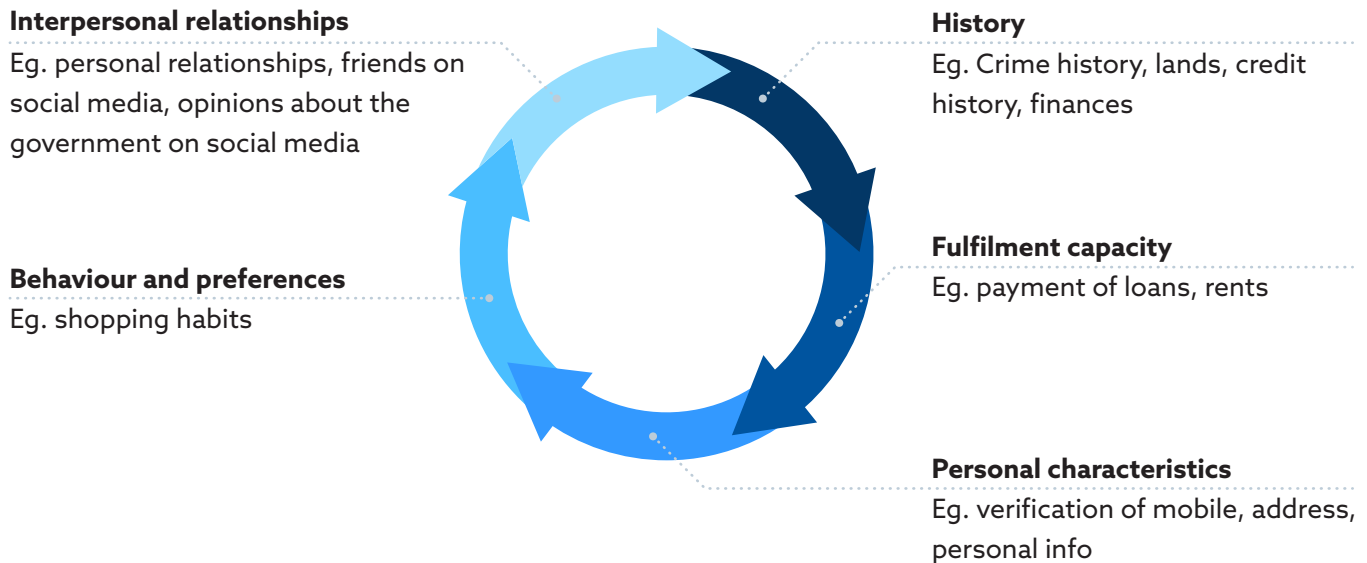 Interpersonal relationships
Eg. personal relationships, friends on
social media, opinions about the
government on social media
History
Eg. Crime history, lands, credit
history, finances
Behaviour and preferences
Eg. shopping habits
Fulfilment capacity
Eg. payment of loans, rents
Personal characteristics
Eg. verification of mobile, address,
personal info